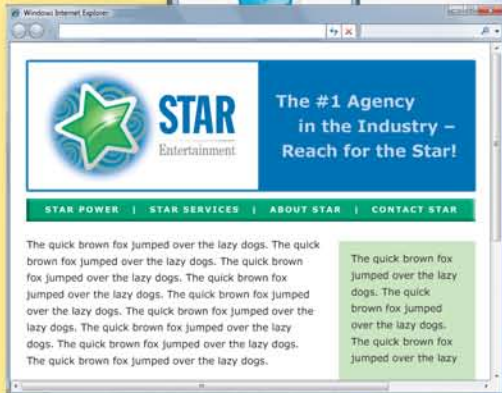 Windows Internet Explorer
STAR
Entertainment
The #1 Agency
in the Industry –
Reach for the Star!
STAR POWER | STAR SERVICES | ABOUT STAR | CONTACT STAR
The quick brown fox jumped over the lazy dogs. The quick
brown fox jumped over the lazy dogs. The quick brown
fox jumped over the lazy dogs. The quick brown fox
jumped over the lazy dogs. The quick brown fox jumped
over the lazy dogs. The quick brown fox jumped over the
lazy dogs. The quick brown fox jumped over the lazy
dogs. The quick brown fox jumped over the lazy dogs.
The quick brown fox jumped over the lazy dogs.
The quick brown fox
jumped over the lazy
dogs. The quick
brown fox jumped
over the lazy dogs.
The quick brown fox
jumped over the lazy